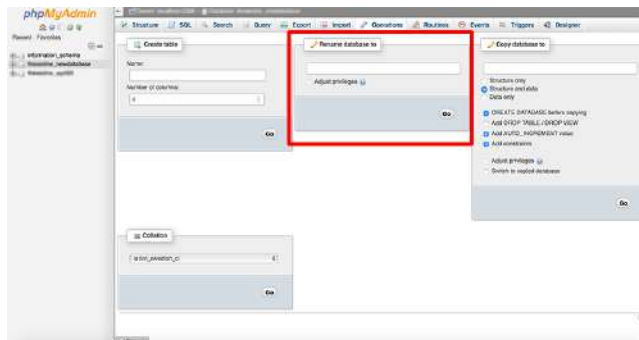 phpMyAdmin
Recent Favorites
information_schema
Structure SQL Search Query Export Import Operations Routines Events Triggers Designer
Create table
Name:
Number of columns:
4
Go
Rename database to
Adjust privileges
Go
Copy database to
Structure only
Structure and data
Data only
CREATE DATABASE before copying
Add DROP TABLE / DROP VIEW
Add AUTO_INCREMENT value
Add constraints
Adjust privileges
Switch to copied database
Go
Collation
latin1_swedish_ci
Go